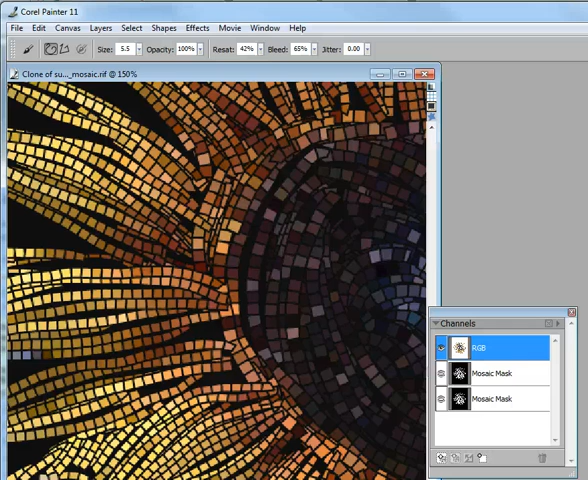 Corel Painter 11
File Edit Canvas Layers Select Shapes Effects Movie Window Help
Size: 5.5 Opacity: 100% Resat: 42% Bleed: 65% Jitter: 0.00
Clone of su..._mosaic.rif @ 150%
Channels
RGB
Mosaic Mask
Mosaic Mask